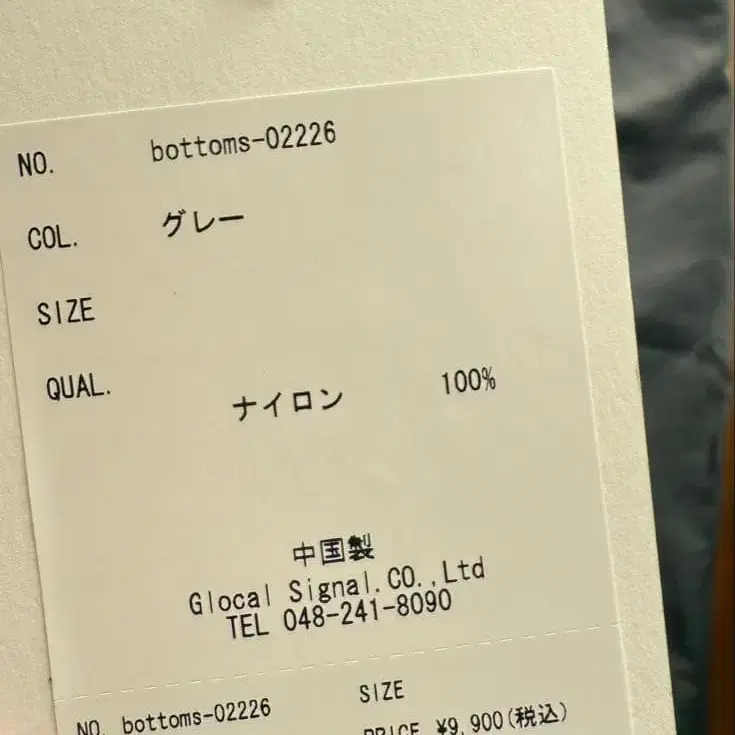 NO. bottoms-02226
COL. グレー
SIZE
QUAL.
ナイロン 100%
中国製
Glocal Signal.CO.,Ltd
TEL 048-241-8090
NO. bottoms-02226 SIZE
PRICE ¥9,900(税込)